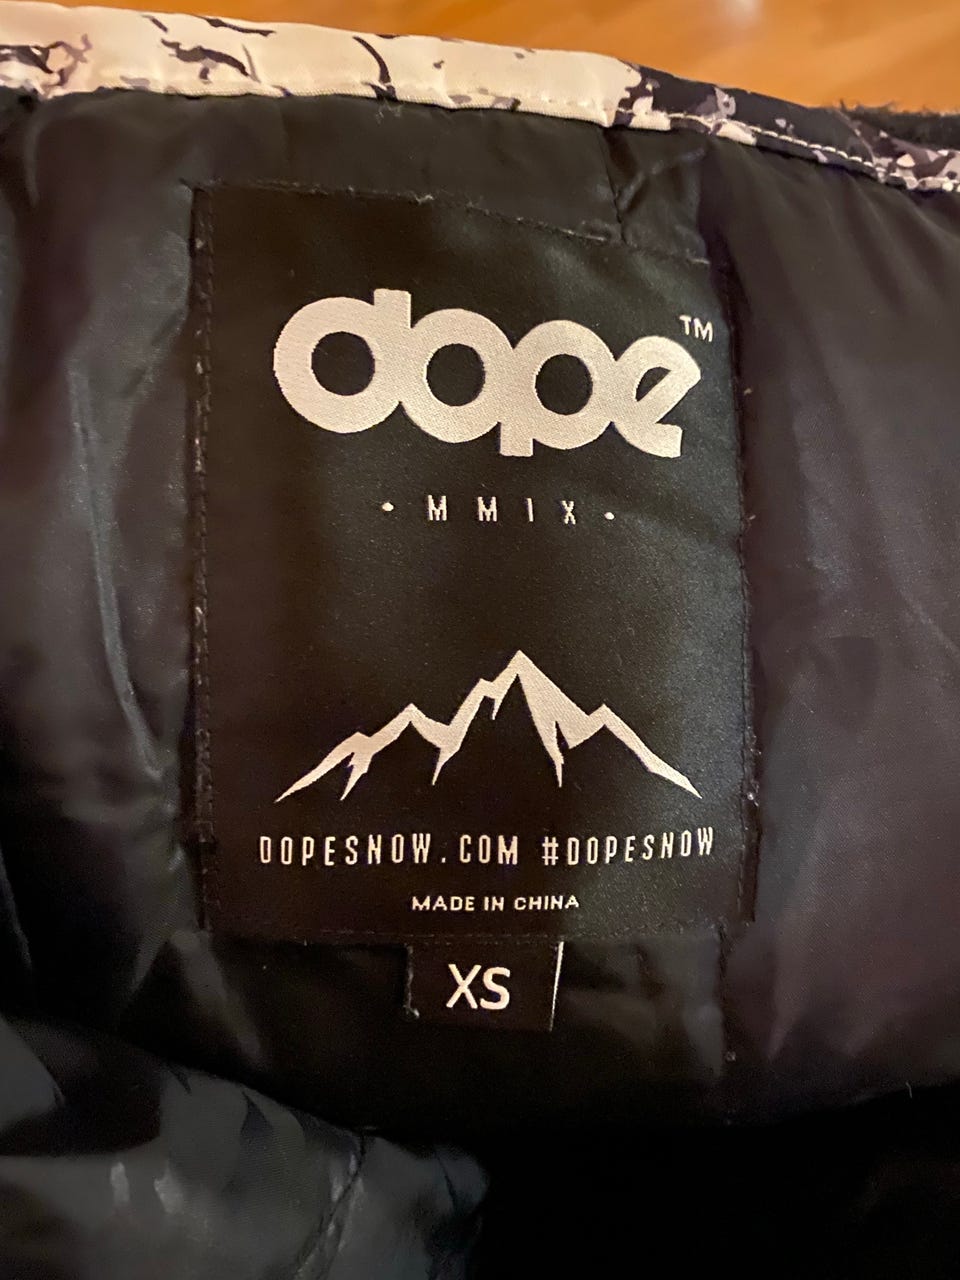 dope™
· MMIX ·
DOPESNOW.COM #DOPESNOW
MADE IN CHINA
XS